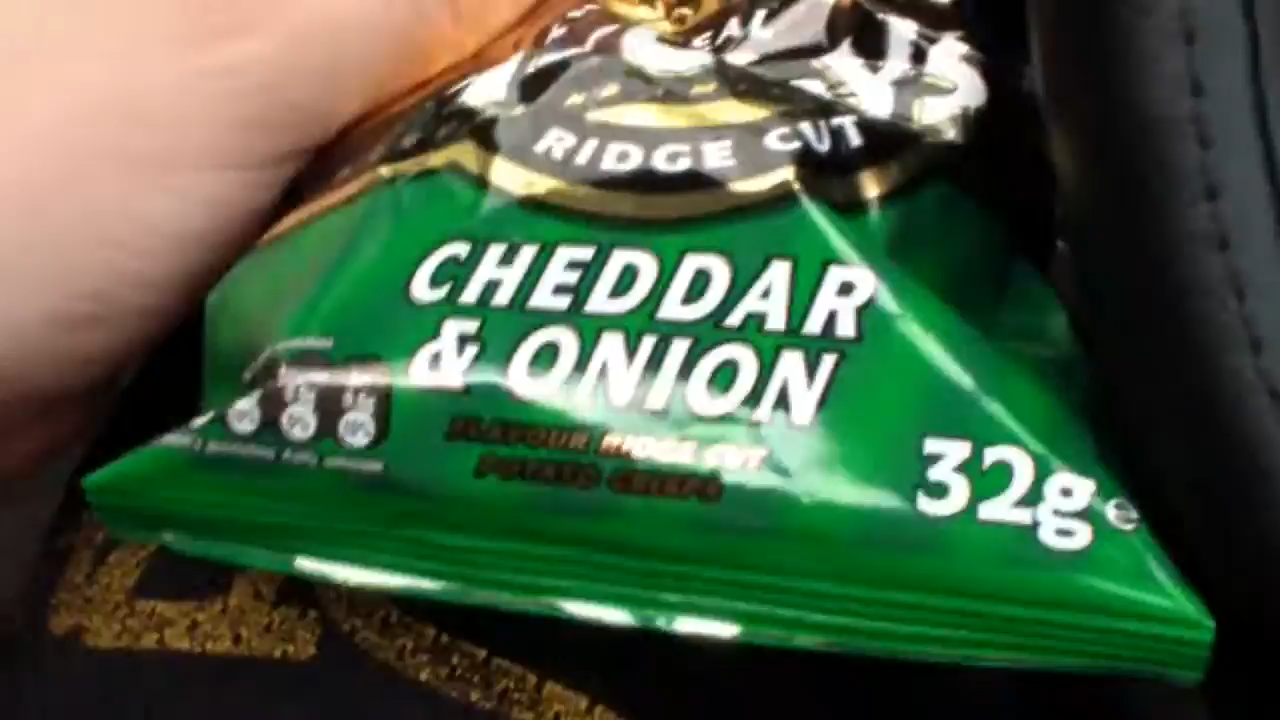 RIDGE CUT
CHEDDAR
& ONION
FLAVOUR RIDGE CUT
POTATO CRISPS
32g e